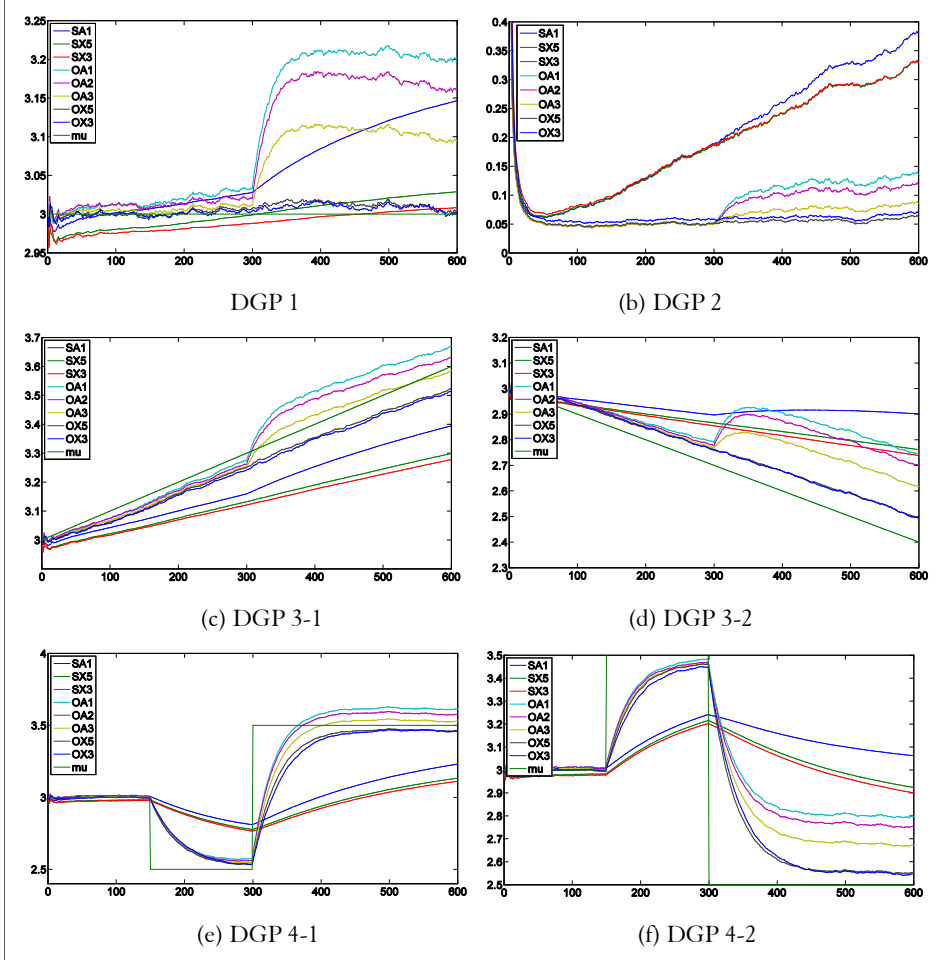 3.25
3.2
3.15
3.1
3.05
3
2.95
SA1
SX5
SX3
OA1
OA2
OA3
OX5
OX3
mu
0 100 200 300 400 500 600
DGP 1
0.4
0.35
0.3
0.25
0.2
0.15
0.1
0.05
0
SA1
SX5
SX3
OA1
OA2
OA3
OX5
OX3
0 100 200 300 400 500 600
(b) DGP 2
3.7
3.6
3.5
3.4
3.3
3.2
3.1
3
SA1
SX5
SX3
OA1
OA2
OA3
OX5
OX3
mu
0 100 200 300 400 500 600
(c) DGP 3-1
3.2
3.1
3
2.9
2.8
2.7
2.6
2.5
2.4
2.3
SA1
SX5
SX3
OA1
OA2
OA3
OX5
OX3
mu
0 100 200 300 400 500 600
(d) DGP 3-2
4
3.5
3
2.5
SA1
SX5
SX3
OA1
OA2
OA3
OX5
OX3
mu
0 100 200 300 400 500 600
(e) DGP 4-1
3.5
3.4
3.3
3.2
3.1
3
2.9
2.8
2.7
2.6
2.5
SA1
SX5
SX3
OA1
OA2
OA3
OX5
OX3
mu
0 100 200 300 400 500 600
(f) DGP 4-2